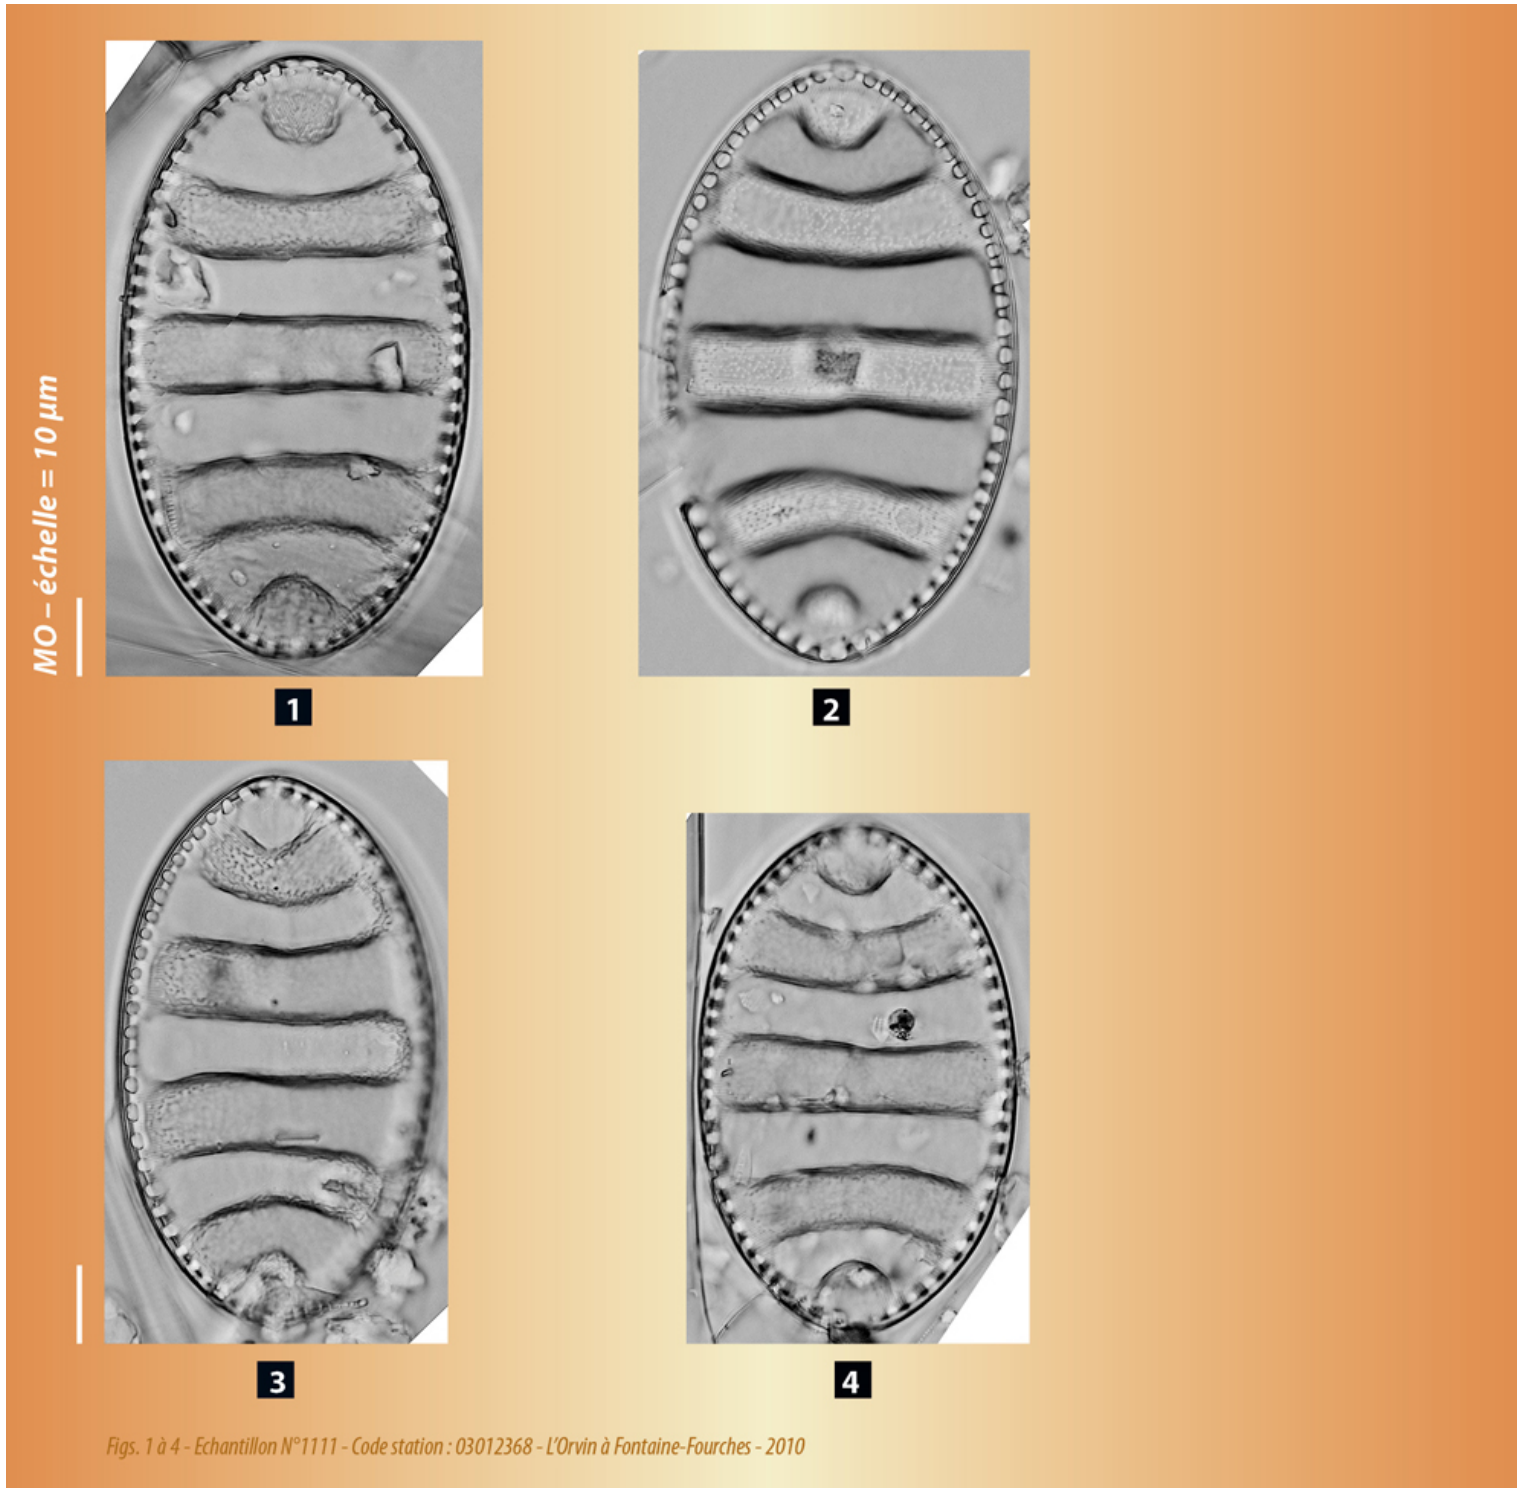 MO – échelle = 10 µm
1
2
3
4
Figs. 1 à 4 - Echantillon N°1111 - Code station : 03012368 - L’Orvin à Fontaine-Fourches - 2010